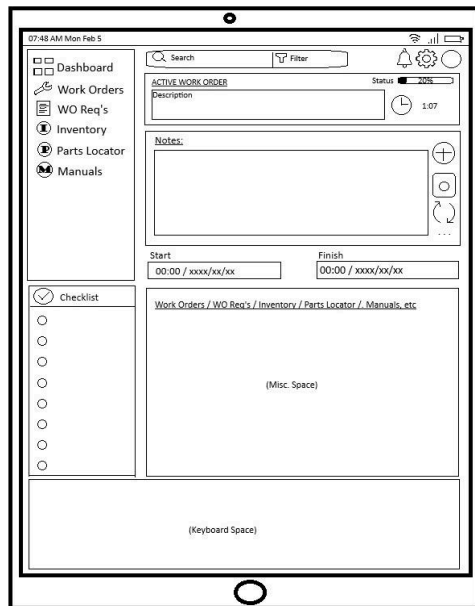 07:48 AM Mon Feb 5
Dashboard
Work Orders
WO Req's
I Inventory
P Parts Locator
M Manuals
Search
Filter
ACTIVE WORK ORDER
Status 20%
Description
1:07
Notes:
...
Start
Finish
00:00 / xxxx/xx/xx
00:00 / xxxx/xx/xx
Checklist
Work Orders / WO Req's / Inventory / Parts Locator /. Manuals, etc
(Misc. Space)
(Keyboard Space)